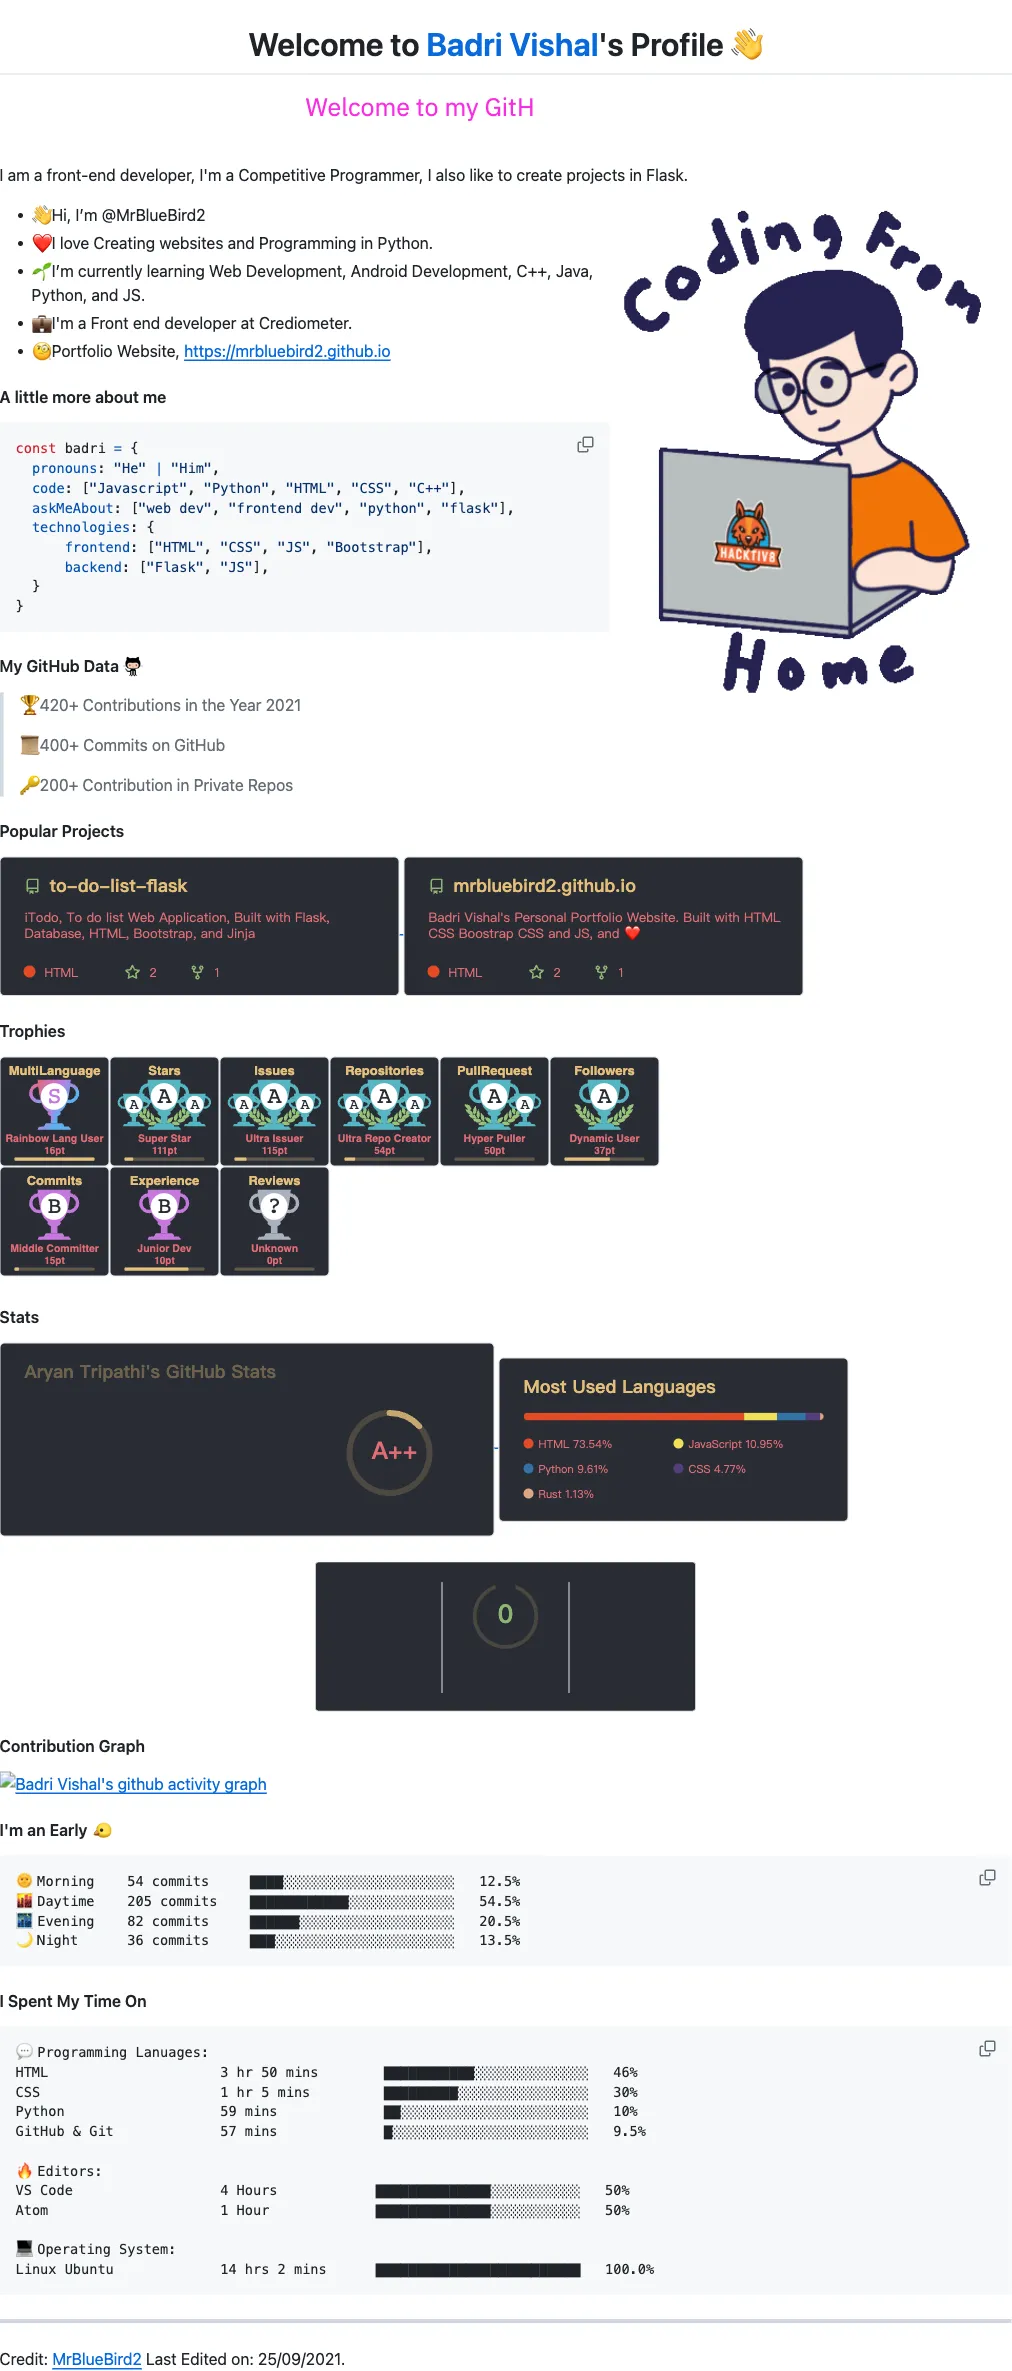 Welcome to Badri Vishal's Profile 👋
Welcome to my GitH
I am a front-end developer, I'm a Competitive Programmer, I also like to create projects in Flask.
👋Hi, I'm @MrBlueBird2
❤️I love Creating websites and Programming in Python.
🌱I'm currently learning Web Development, Android Development, C++, Java,
Python, and JS.
💼I'm a Front end developer at Crediometer.
🧐Portfolio Website, https://mrbluebird2.github.io
Coding From
HACKTIV8
Home
A little more about me
const badri = {
pronouns: "He" | "Him",
code: ["Javascript", "Python", "HTML", "CSS", "C++"],
askMeAbout: ["web dev", "frontend dev", "python", "flask"],
technologies: {
frontend: ["HTML", "CSS", "JS", "Bootstrap"],
backend: ["Flask", "JS"],
}
}
My GitHub Data
🏆420+ Contributions in the Year 2021
📜400+ Commits on GitHub
🔑200+ Contribution in Private Repos
Popular Projects
to-do-list-flask
iTodo, To do list Web Application, Built with Flask,
Database, HTML, Bootstrap, and Jinja
HTML 2 1
mrbluebird2.github.io
Badri Vishal's Personal Portfolio Website. Built with HTML
CSS Boostrap CSS and JS, and ❤️
HTML 2 1
Trophies
MultiLanguage
S
Rainbow Lang User
16pt
Stars
A A A
Super Star
111pt
Issues
A A A
Ultra Issuer
115pt
Repositories
A A A
Ultra Repo Creator
54pt
PullRequest
A A
Hyper Puller
50pt
Followers
A
Dynamic User
37pt
Commits
B
Middle Committer
15pt
Experience
B
Junior Dev
10pt
Reviews
?
Unknown
0pt
Stats
Aryan Tripathi's GitHub Stats
A++
Most Used Languages
HTML 73.54% JavaScript 10.95%
Python 9.61% CSS 4.77%
Rust 1.13%
0
Contribution Graph
Badri Vishal's github activity graph
I'm an Early 🐤
🌞 Morning 54 commits 12.5%
🌆 Daytime 205 commits 54.5%
🌃 Evening 82 commits 20.5%
🌙 Night 36 commits 13.5%
I Spent My Time On
💬 Programming Lanuages:
HTML 3 hr 50 mins 46%
CSS 1 hr 5 mins 30%
Python 59 mins 10%
GitHub & Git 57 mins 9.5%
🔥 Editors:
VS Code 4 Hours 50%
Atom 1 Hour 50%
💻 Operating System:
Linux Ubuntu 14 hrs 2 mins 100.0%
Credit: MrBlueBird2 Last Edited on: 25/09/2021.